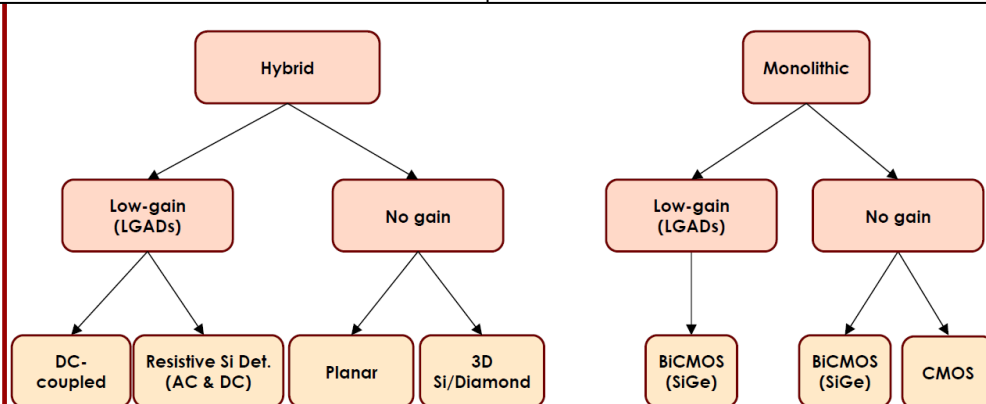 Hybrid
Monolithic
Low-gain
(LGADs)
No gain
Low-gain
(LGADs)
No gain
DC-
coupled
Resistive Si Det.
(AC & DC)
Planar
3D
Si/Diamond
BiCMOS
(SiGe)
BiCMOS
(SiGe)
CMOS